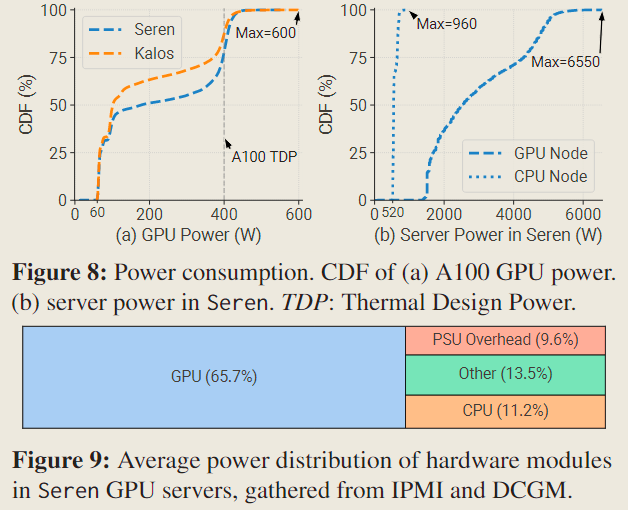 CDF (%)
100
75
50
25
0
Seren
Kalos
Max=600
A100 TDP
0 60 200 400 600
(a) GPU Power (W)
CDF (%)
100
75
50
25
0
Max=960
Max=6550
GPU Node
CPU Node
0 520 2000 4000 6000
(b) Server Power in Seren (W)
Figure 8: Power consumption. CDF of (a) A100 GPU power.
(b) server power in Seren. TDP: Thermal Design Power.
GPU (65.7%)
PSU Overhead (9.6%)
Other (13.5%)
CPU (11.2%)
Figure 9: Average power distribution of hardware modules
in Seren GPU servers, gathered from IPMI and DCGM.